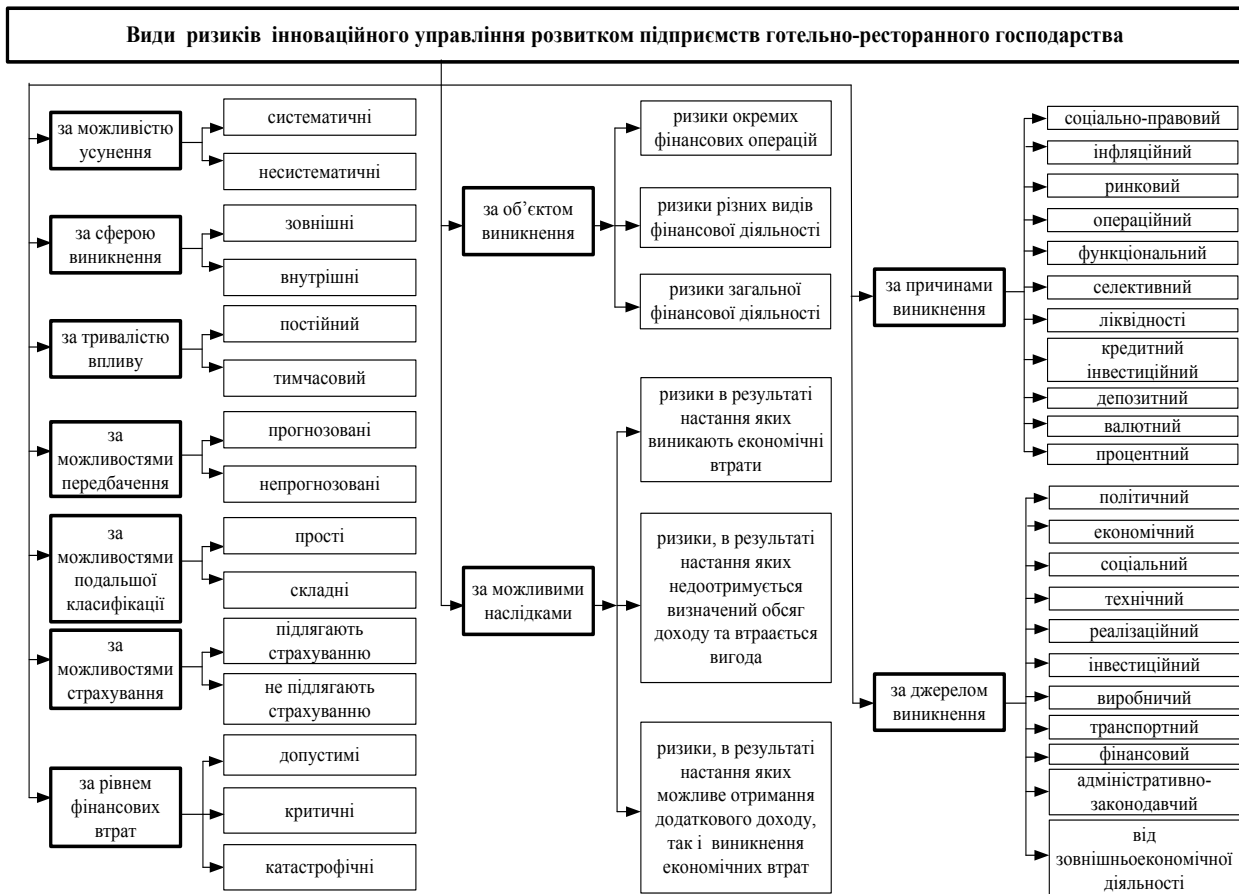 Види ризиків інноваційного управління розвитком підприємств готельно-ресторанного господарства
за можливістю
усунення
систематичні
несистематичні
за сферою
виникнення
зовнішні
внутрішні
за тривалістю
впливу
постійний
тимчасовий
за
можливостями
передбачення
прогнозовані
непрогнозовані
за
можливостями
подальшої
класифікації
прості
складні
за
можливостями
страхування
підлягають
страхуванню
не підлягають
страхуванню
за рівнем
фінансових
втрат
допустимі
критичні
катастрофічні
за об’єктом
виникнення
ризики окремих
фінансових операцій
ризики різних видів
фінансової діяльності
ризики загальної
фінансової діяльності
за можливими
наслідками
ризики в результаті
настання яких
виникають економічні
втрати
ризики, в результаті
настання яких
недоотримується
визначений обсяг
доходу та втраається
вигода
ризики, в результаті
настання яких
можливе отримання
додаткового доходу,
так і виникнення
економічних втрат
за причинами
виникнення
соціально-правовий
інфляційний
ринковий
операційний
функціональний
селективний
ліквідності
кредитний
інвестиційний
депозитний
валютний
процентний
за джерелом
виникнення
політичний
економічний
соціальний
технічний
реалізаційний
інвестиційний
виробничий
транспортний
фінансовий
адміністративно-
законодавчий
від
зовнішньоекономічної
діяльності